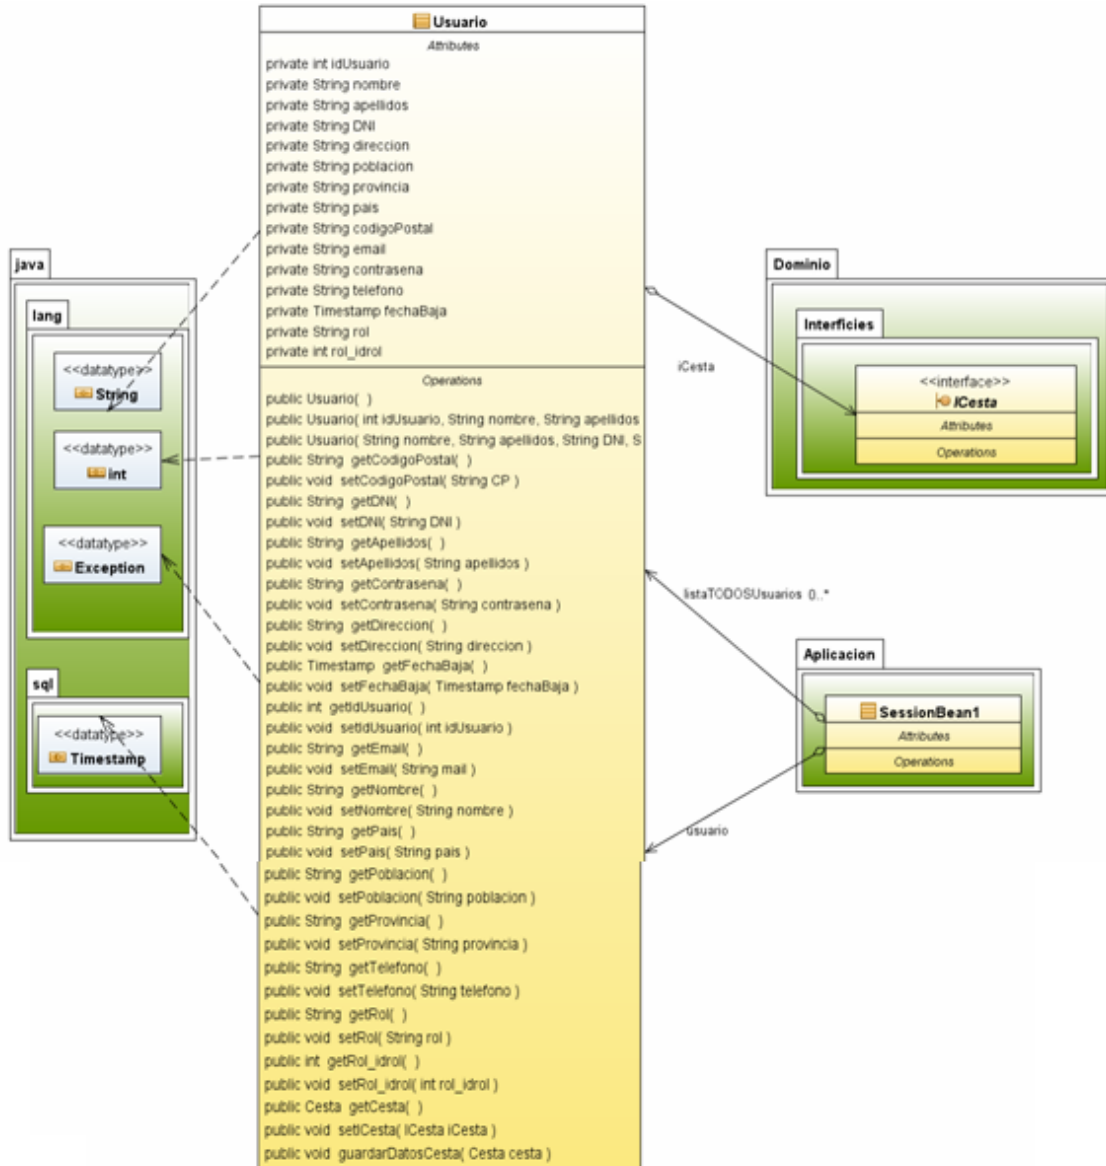 Usuario
Attributes
private int idUsuario
private String nombre
private String apellidos
private String DNI
private String direccion
private String poblacion
private String provincia
private String pais
private String codigoPostal
private String email
private String contrasena
private String telefono
private Timestamp fechaBaja
private String rol
private int rol_idrol
Operations
public Usuario( )
public Usuario( int idUsuario, String nombre, String apellidos
public Usuario( String nombre, String apellidos, String DNI, S
public String getCodigoPostal( )
public void setCodigoPostal( String CP )
public String getDNI( )
public void setDNI( String DNI )
public String getApellidos( )
public void setApellidos( String apellidos )
public String getContrasena( )
public void setContrasena( String contrasena )
public String getDireccion( )
public void setDireccion( String direccion )
public Timestamp getFechaBaja( )
public void setFechaBaja( Timestamp fechaBaja )
public int getIdUsuario( )
public void setIdUsuario( int idUsuario )
public String getEmail( )
public void setEmail( String mail )
public String getNombre( )
public void setNombre( String nombre )
public String getPais( )
public void setPais( String pais )
public String getPoblacion( )
public void setPoblacion( String poblacion )
public String getProvincia( )
public void setProvincia( String provincia )
public String getTelefono( )
public void setTelefono( String telefono )
public String getRol( )
public void setRol( String rol )
public int getRol_idrol( )
public void setRol_idrol( int rol_idrol )
public Cesta getCesta( )
public void setICesta( ICesta iCesta )
public void guardarDatosCesta( Cesta cesta )
java
lang
<<datatype>>
String
<<datatype>>
int
<<datatype>>
Exception
sql
<<datatype>>
Timestamp
iCesta
Dominio
Interficies
<<interface>>
ICesta
Attributes
Operations
listaTODOSUsuarios 0..*
Aplicacion
SessionBean1
Attributes
Operations
usuario